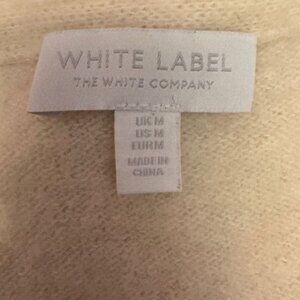 WHITE LABEL
THE WHITE COMPANY
UK M
US M
EUR M
MADE IN
CHINA